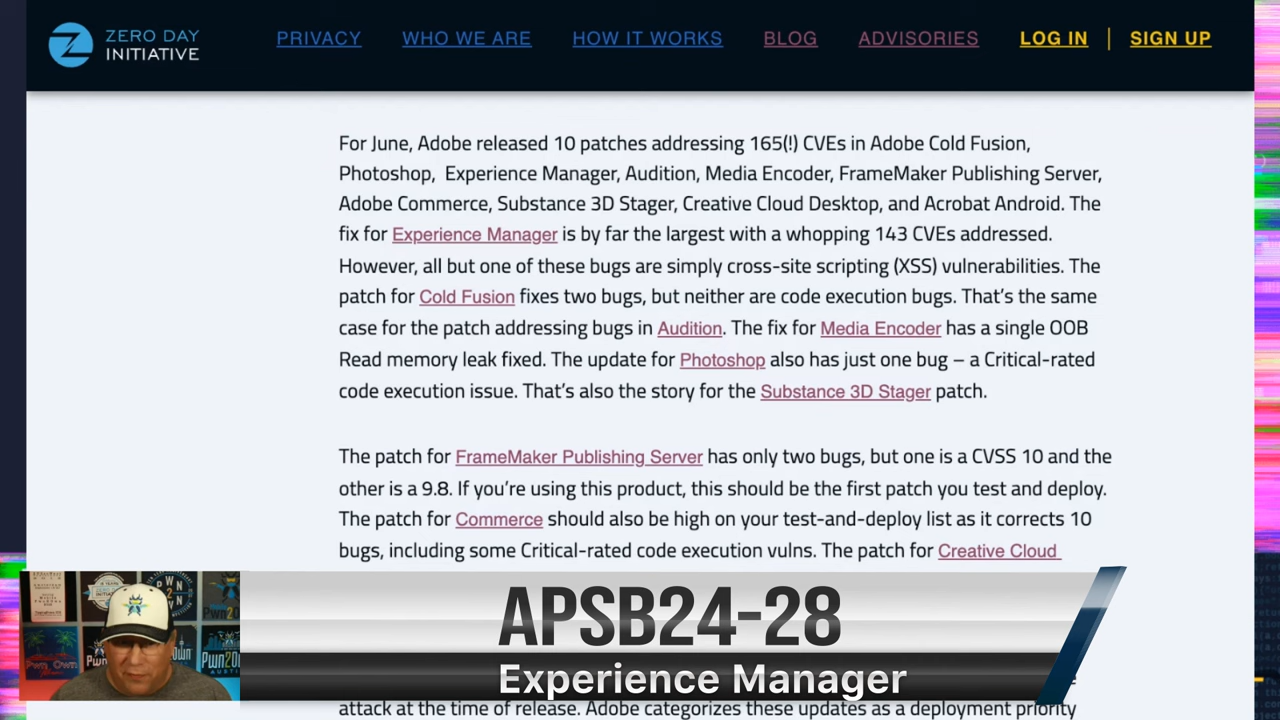 ZERO DAY
INITIATIVE
PRIVACY WHO WE ARE HOW IT WORKS BLOG ADVISORIES LOG IN | SIGN UP
For June, Adobe released 10 patches addressing 165(!) CVEs in Adobe Cold Fusion,
Photoshop, Experience Manager, Audition, Media Encoder, FrameMaker Publishing Server,
Adobe Commerce, Substance 3D Stager, Creative Cloud Desktop, and Acrobat Android. The
fix for Experience Manager is by far the largest with a whopping 143 CVEs addressed.
However, all but one of these bugs are simply cross-site scripting (XSS) vulnerabilities. The
patch for Cold Fusion fixes two bugs, but neither are code execution bugs. That's the same
case for the patch addressing bugs in Audition. The fix for Media Encoder has a single OOB
Read memory leak fixed. The update for Photoshop also has just one bug – a Critical-rated
code execution issue. That's also the story for the Substance 3D Stager patch.
The patch for FrameMaker Publishing Server has only two bugs, but one is a CVSS 10 and the
other is a 9.8. If you're using this product, this should be the first patch you test and deploy.
The patch for Commerce should also be high on your test-and-deploy list as it corrects 10
bugs, including some Critical-rated code execution vulns. The patch for Creative Cloud
APSB24-28
Experience Manager
attack at the time of release. Adobe categorizes these updates as a deployment priority